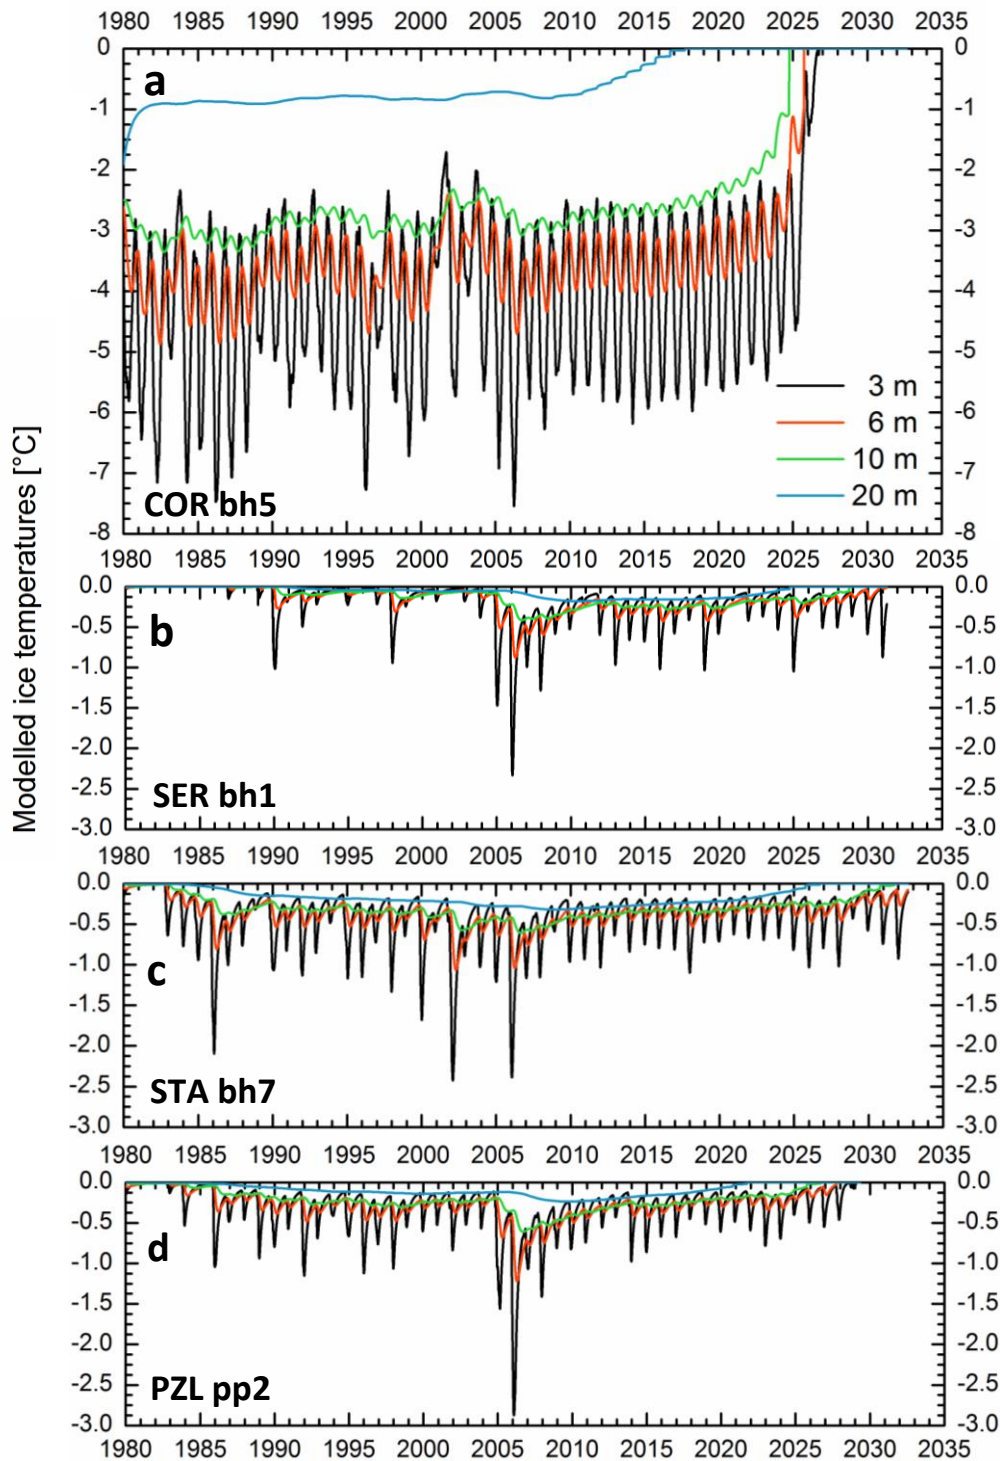 1980 1985 1990 1995 2000 2005 2010 2015 2020 2025 2030 2035
0 0
a
-1 -1
-2 -2
-3 -3
-4 -4
-5 -5
3 m
-6 6 m -6
10 m
-7 -7
20 m
COR bh5
-8 -8
1980 1985 1990 1995 2000 2005 2010 2015 2020 2025 2030 2035
Modelled ice temperatures [°C]
0.0 0.0
b
-0.5 -0.5
-1.0 -1.0
-1.5 -1.5
-2.0 -2.0
-2.5 SER bh1 -2.5
-3.0 -3.0
1980 1985 1990 1995 2000 2005 2010 2015 2020 2025 2030 2035
0.0 0.0
-0.5 -0.5
c
-1.0 -1.0
-1.5 -1.5
-2.0 -2.0
-2.5 STA bh7 -2.5
-3.0 -3.0
1980 1985 1990 1995 2000 2005 2010 2015 2020 2025 2030 2035
0.0 0.0
-0.5 -0.5
d
-1.0 -1.0
-1.5 -1.5
-2.0 -2.0
-2.5 PZL pp2 -2.5
-3.0 -3.0
1980 1985 1990 1995 2000 2005 2010 2015 2020 2025 2030 2035